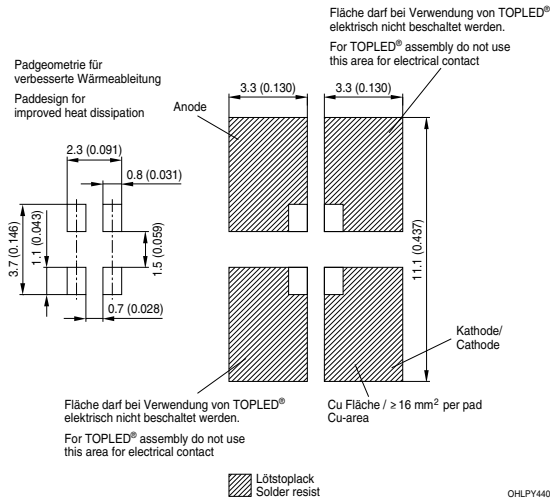 Fläche darf bei Verwendung von TOPLED®
elektrisch nicht beschaltet werden.
For TOPLED® assembly do not use
this area for electrical contact
Padgeometrie für
verbesserte Wärmeableitung
Paddesign for
improved heat dissipation
3.3 (0.130)
3.3 (0.130)
Anode
2.3 (0.091)
0.8 (0.031)
3.7 (0.146)
1.1 (0.043)
1.5 (0.059)
11.1 (0.437)
0.7 (0.028)
Kathode/
Cathode
Fläche darf bei Verwendung von TOPLED®
elektrisch nicht beschaltet werden.
For TOPLED® assembly do not use
this area for electrical contact
Cu Fläche / ≥ 16 mm² per pad
Cu-area
Lötstoplack
Solder resist
OHLPY440